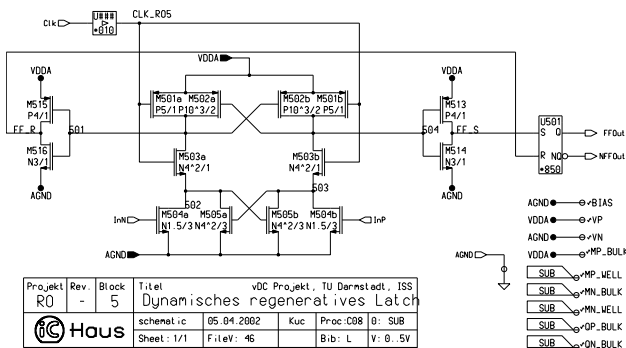 Clk
U###
*010
CLK_RO5
VDDA
VDDA
M515
P4/1
FF_R
501
M516
N3/1
AGND
M501a M502a
P5/1 P10^3/2
M502b M501b
P10^3/2 P5/1
M503a
N4^2/1
M503b
N4^2/1
502
503
InN
M504a M505a
N1.5/3 N4^2/3
M505b M504b
N4^2/3 N1.5/3
InP
AGND
VDDA
M513
P4/1
504
FF_S
M514
N3/1
AGND
U501
S Q
R NQ
*850
FFOut
NFFOut
AGND
AGND BIAS
VDDA VP
AGND VN
VDDA MP_BULK
SUB MP_WELL
SUB MN_BULK
SUB MN_WELL
SUB QP_BULK
SUB QN_BULK
Projekt Rev. Block Titel vDC Projekt, TU Darmstadt, ISS
RO - 5 Dynamisches regeneratives Latch
iC Haus
schematic 05.04.2002 Kuc Proc:C08 0: SUB
Sheet: 1/1 FileV: 46 Bib: L V: 0..5V